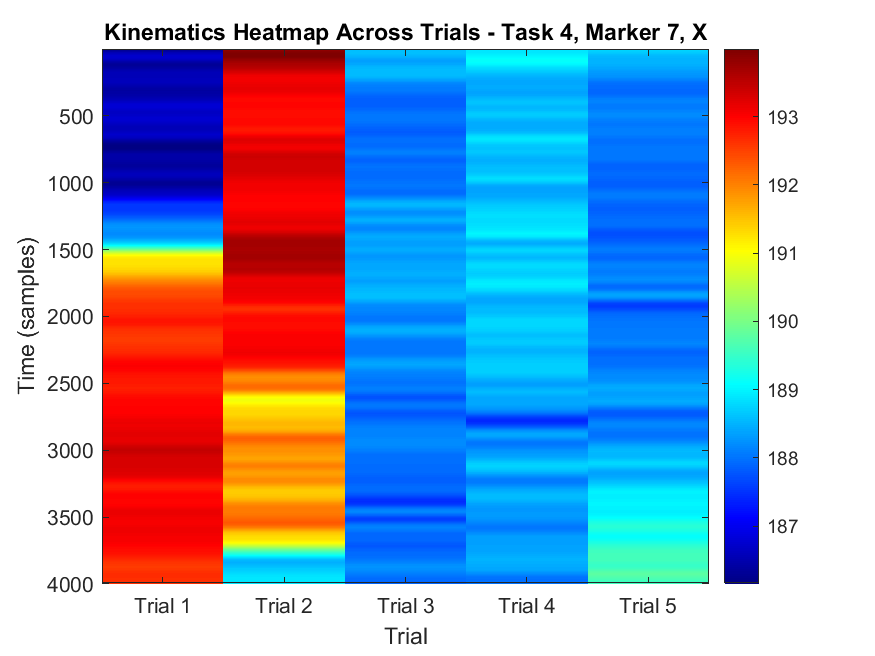 Kinematics Heatmap Across Trials - Task 4, Marker 7, X
Time (samples)
500
1000
1500
2000
2500
3000
3500
4000
Trial 1
Trial 2
Trial 3
Trial 4
Trial 5
Trial
193
192
191
190
189
188
187